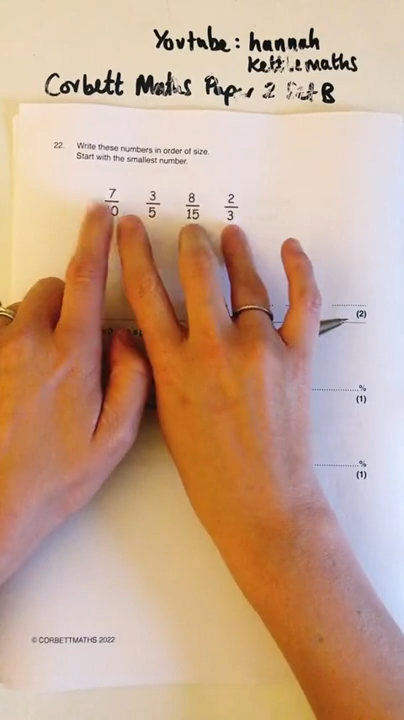 Youtube: hannah
kettlemaths
Corbett Maths Paper 2 Set B
22. Write these numbers in order of size.
Start with the smallest number.
7 3 8 2
5 15 3
(2)
%
(1)
%
(1)
© CORBETTMATHS 2022